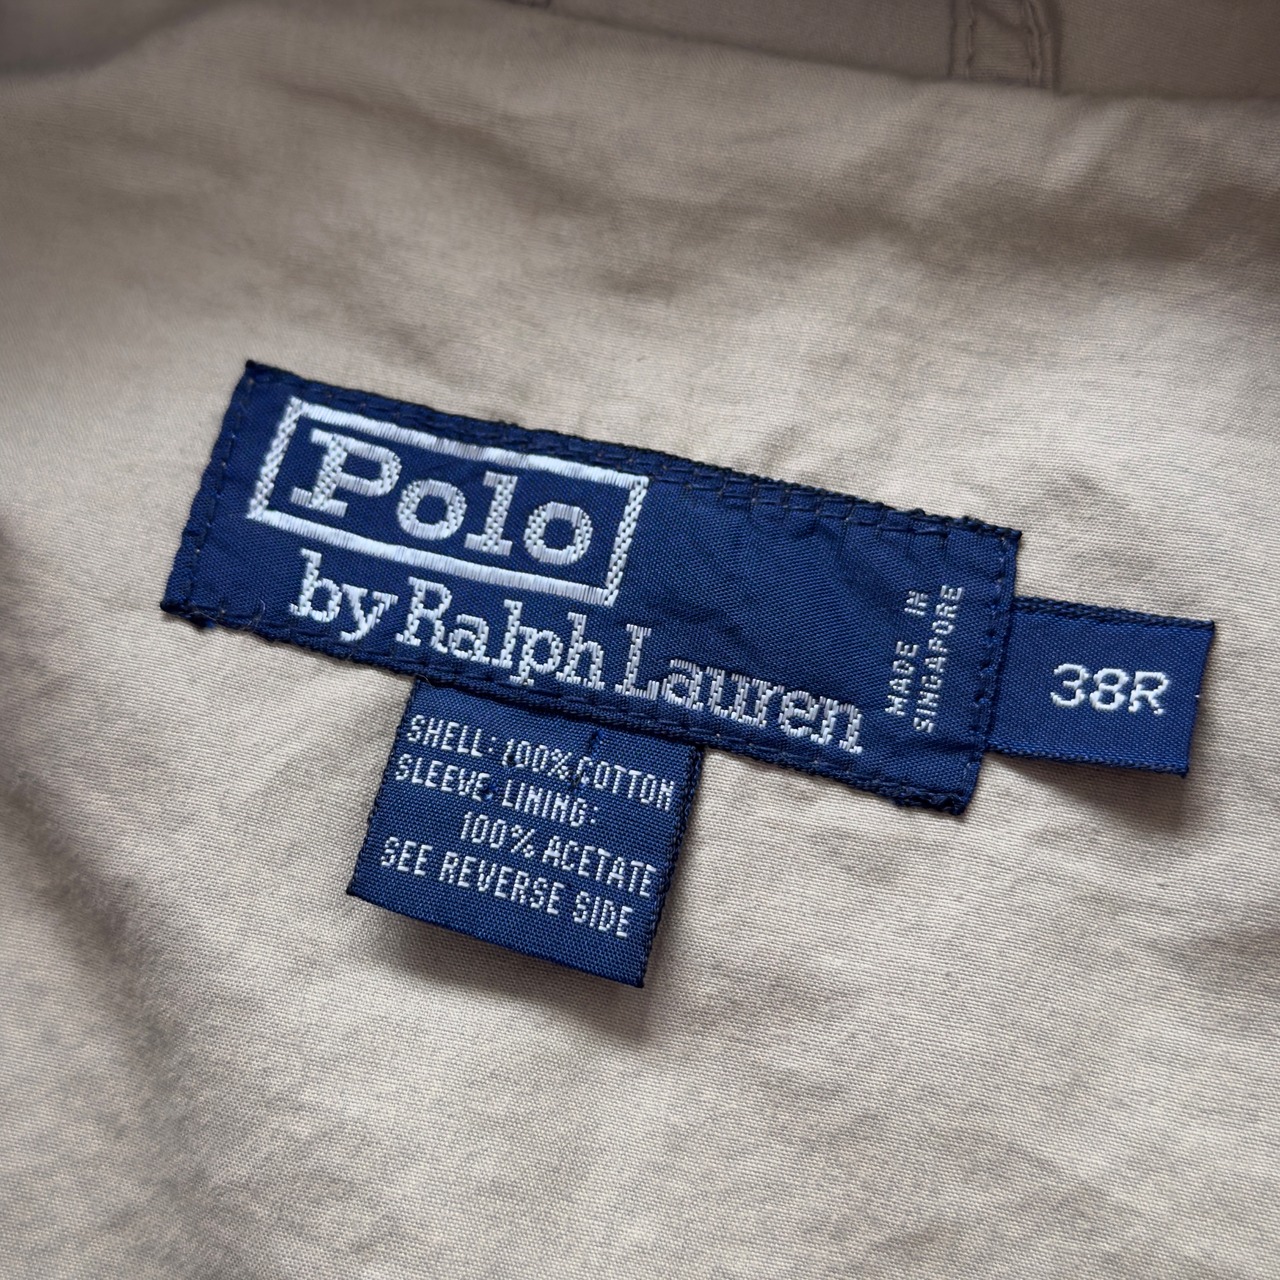 Polo
by Ralph Lauren
MADE IN
SINGAPORE
38R
SHELL: 100% COTTON
SLEEVE LINING:
100% ACETATE
SEE REVERSE SIDE